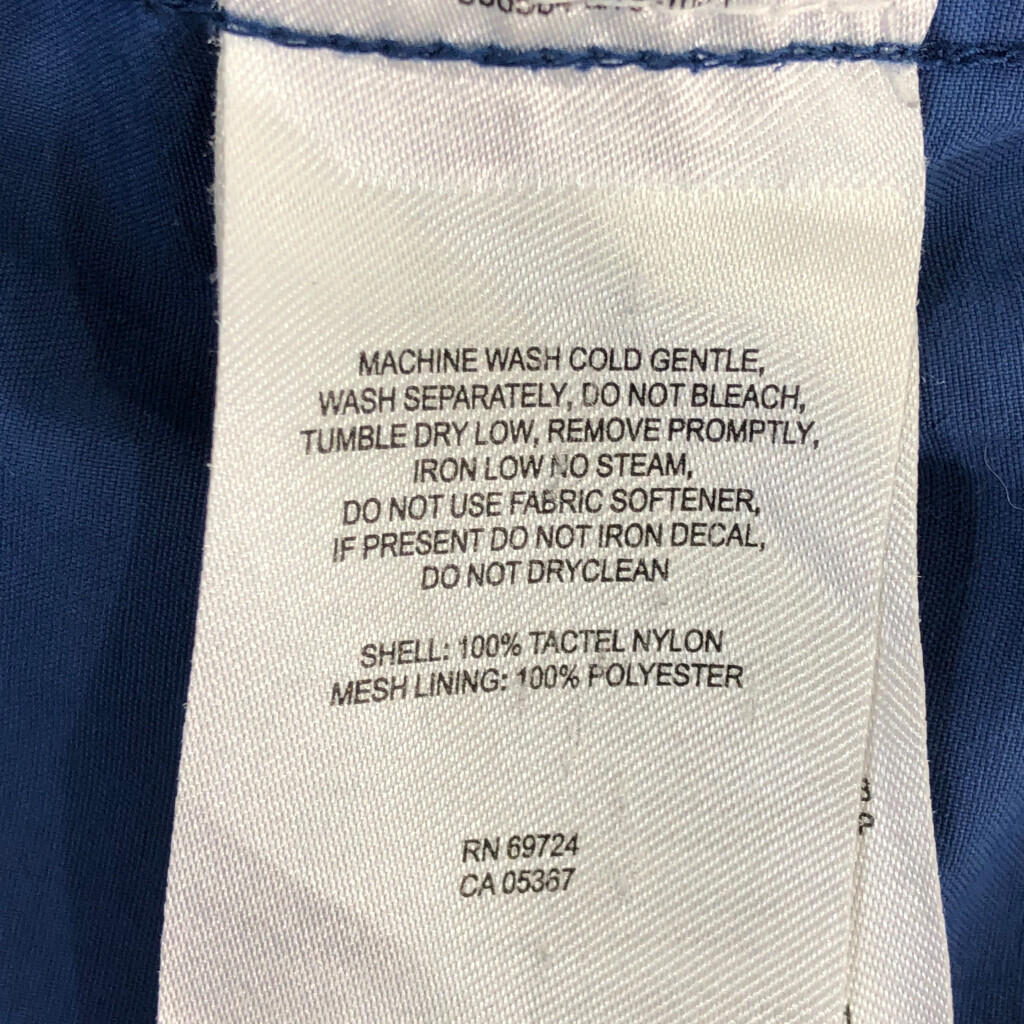 MACHINE WASH COLD GENTLE,
WASH SEPARATELY, DO NOT BLEACH,
TUMBLE DRY LOW, REMOVE PROMPTLY,
IRON LOW NO STEAM,
DO NOT USE FABRIC SOFTENER,
IF PRESENT DO NOT IRON DECAL,
DO NOT DRYCLEAN
SHELL: 100% TACTEL NYLON
MESH LINING: 100% POLYESTER
RN 69724
CA 05367